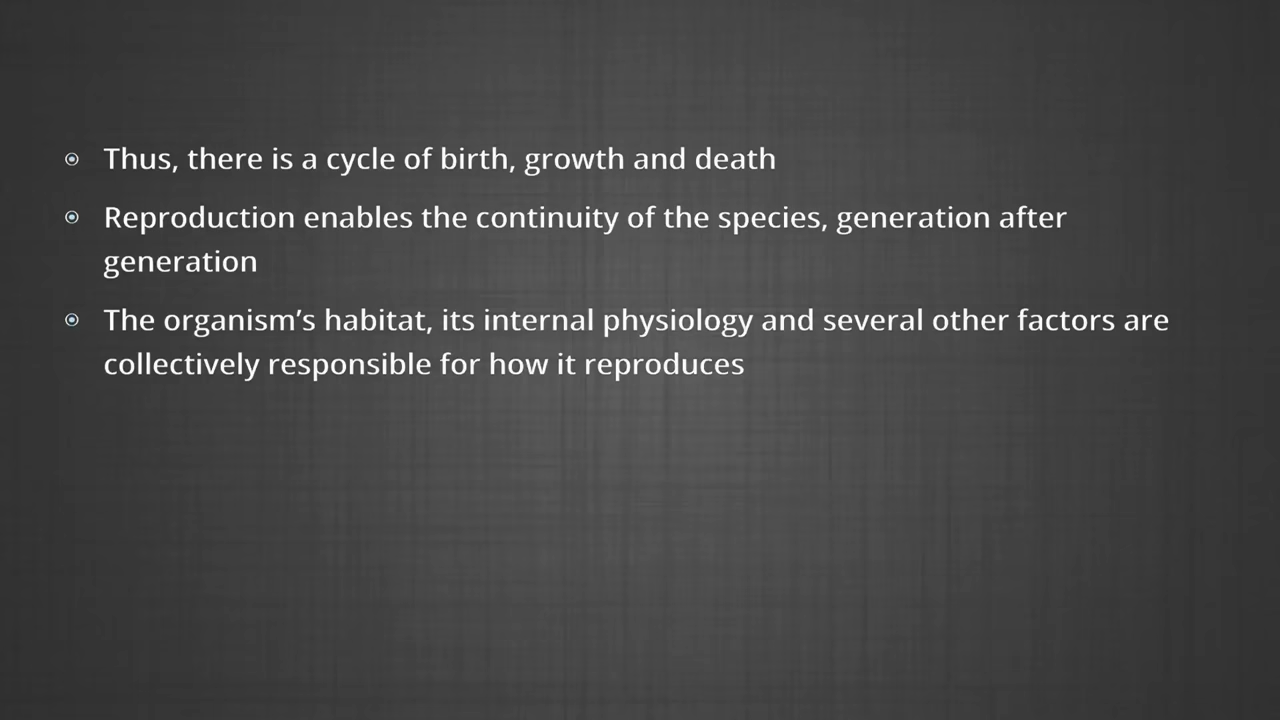 Thus, there is a cycle of birth, growth and death
Reproduction enables the continuity of the species, generation after
generation
The organism’s habitat, its internal physiology and several other factors are
collectively responsible for how it reproduces